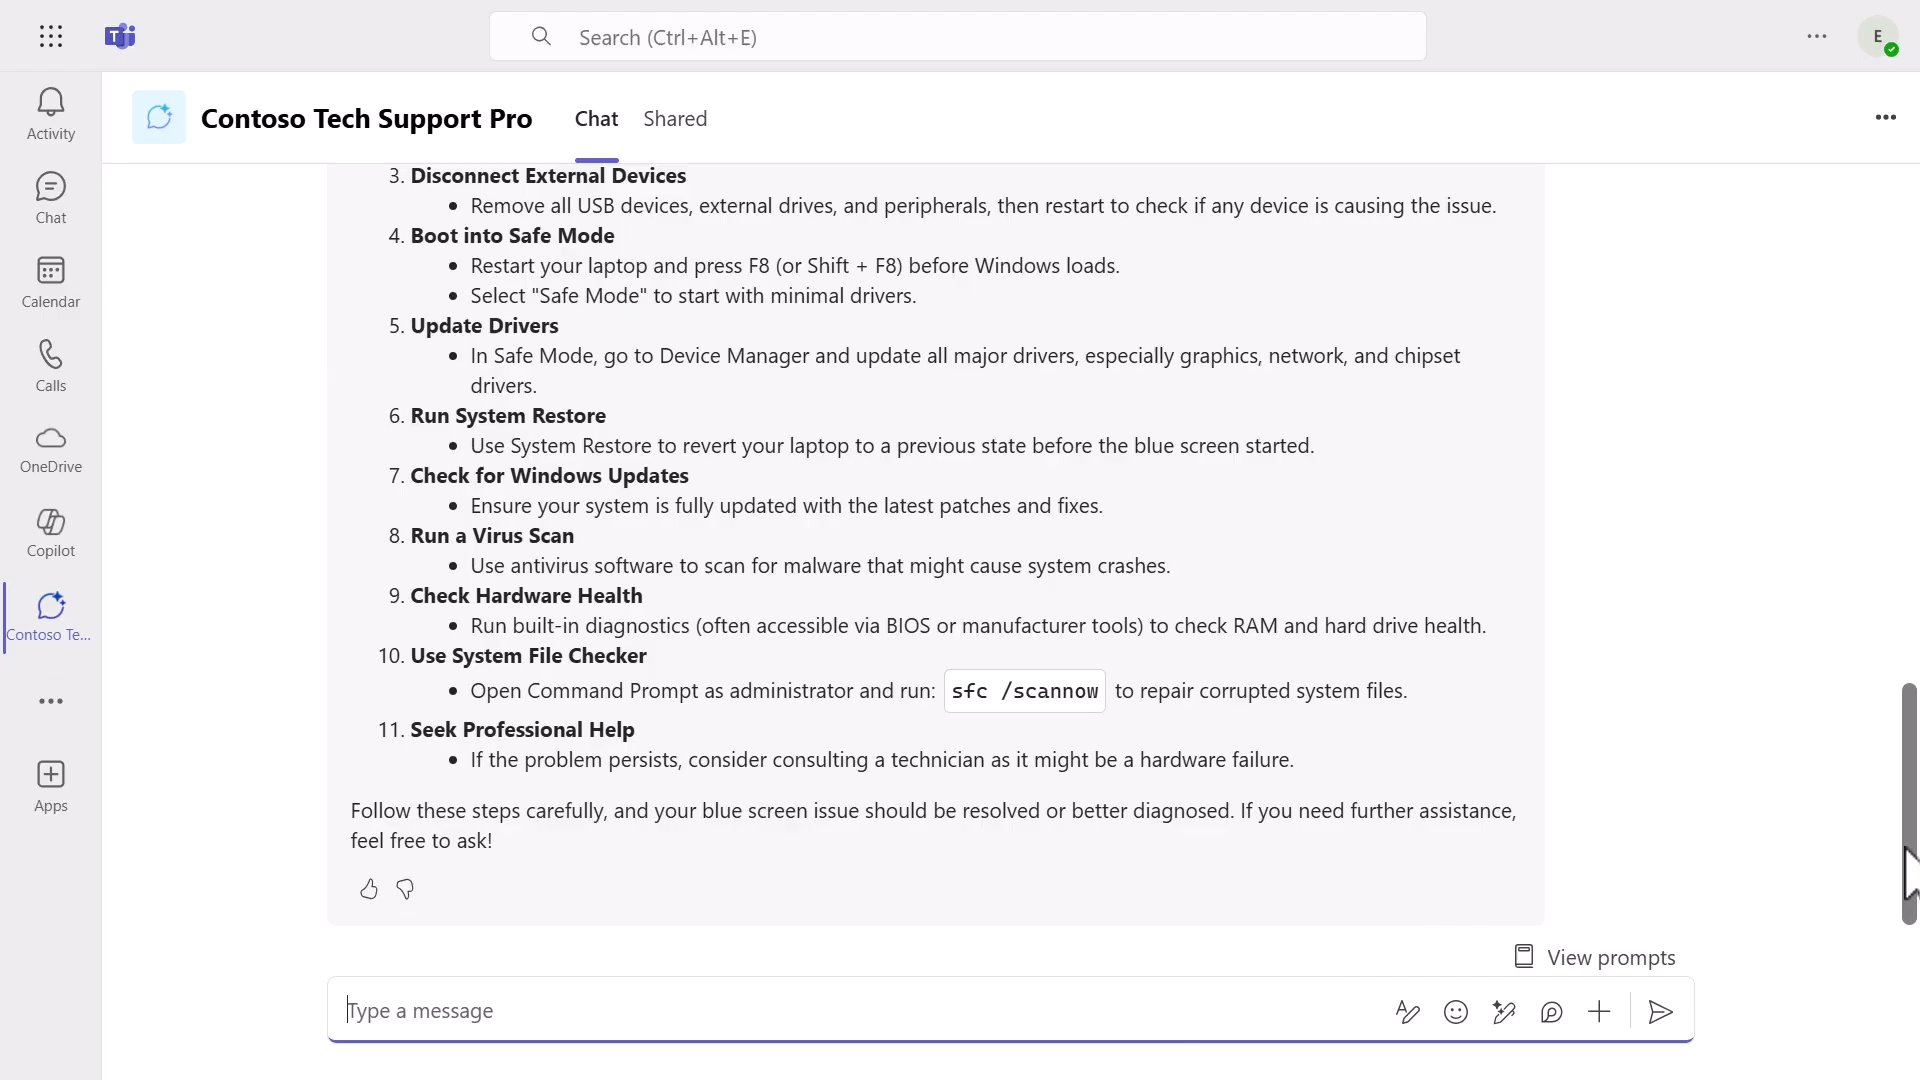 Search (Ctrl+Alt+E)
E
Activity
Chat
Calendar
Calls
OneDrive
Copilot
Contoso Te...
Apps
Contoso Tech Support Pro
Chat
Shared
3. Disconnect External Devices
• Remove all USB devices, external drives, and peripherals, then restart to check if any device is causing the issue.
4. Boot into Safe Mode
• Restart your laptop and press F8 (or Shift + F8) before Windows loads.
• Select "Safe Mode" to start with minimal drivers.
5. Update Drivers
• In Safe Mode, go to Device Manager and update all major drivers, especially graphics, network, and chipset
drivers.
6. Run System Restore
• Use System Restore to revert your laptop to a previous state before the blue screen started.
7. Check for Windows Updates
• Ensure your system is fully updated with the latest patches and fixes.
8. Run a Virus Scan
• Use antivirus software to scan for malware that might cause system crashes.
9. Check Hardware Health
• Run built-in diagnostics (often accessible via BIOS or manufacturer tools) to check RAM and hard drive health.
10. Use System File Checker
• Open Command Prompt as administrator and run: sfc /scannow to repair corrupted system files.
11. Seek Professional Help
• If the problem persists, consider consulting a technician as it might be a hardware failure.
Follow these steps carefully, and your blue screen issue should be resolved or better diagnosed. If you need further assistance,
feel free to ask!
View prompts
Type a message